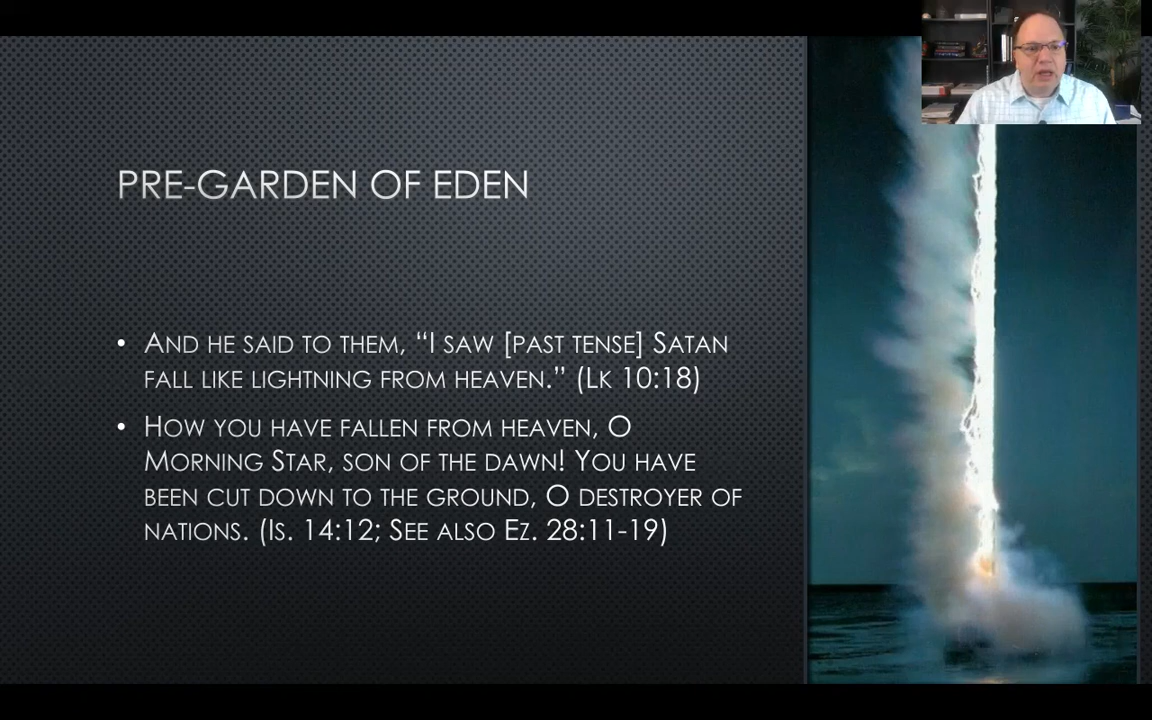 PRE-GARDEN OF EDEN
• AND HE SAID TO THEM, “I SAW [PAST TENSE] SATAN
FALL LIKE LIGHTNING FROM HEAVEN.” (LK 10:18)
• HOW YOU HAVE FALLEN FROM HEAVEN, O
MORNING STAR, SON OF THE DAWN! YOU HAVE
BEEN CUT DOWN TO THE GROUND, O DESTROYER OF
NATIONS. (IS. 14:12; SEE ALSO EZ. 28:11-19)